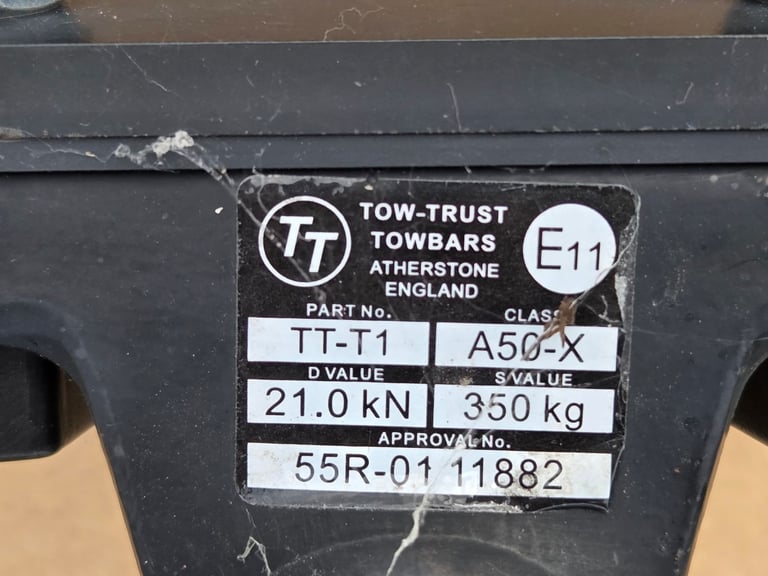 TT
TOW-TRUST
TOWBARS
ATHERSTONE
ENGLAND
E11
PART No.
CLASS
TT-T1
A50-X
D VALUE
S VALUE
21.0 kN
350 kg
APPROVAL No.
55R-01 11882